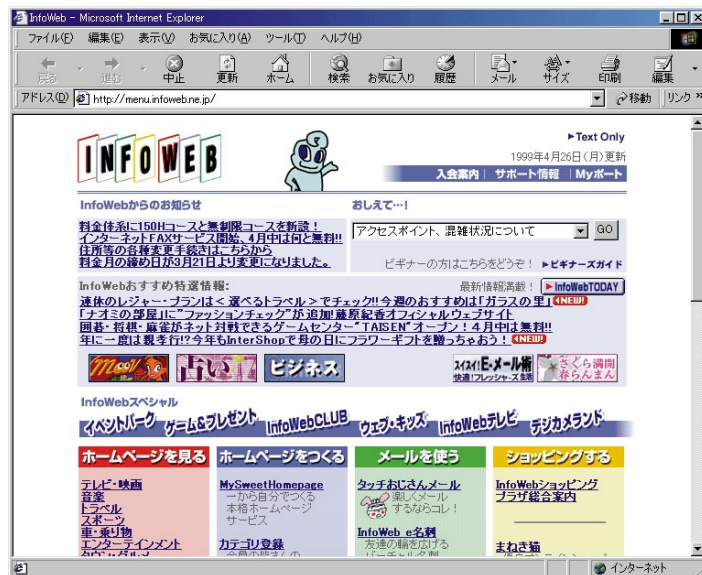 InfoWeb - Microsoft Internet Explorer
ファイル(F) 編集(E) 表示(V) お気に入り(A) ツール(T) ヘルプ(H)
戻る 進む 中止 更新 ホーム 検索 お気に入り 履歴 メール サイズ 印刷 編集
アドレス(D) http://menu.infoweb.ne.jp/ 移動 リンク »
INFOWEB
Text Only
1999年4月26日(月)更新
入会案内 | サポート情報 | Myポート
InfoWebからのお知らせ
料金体系に150Hコースと無制限コースを新設!
インターネットFAXサービス開始、4月中は何と無料!!
住所等の各種変更手続きはこちらから
料金月の締め日が3月21日より変更になりました。
おしえて…!
アクセスポイント、混雑状況について GO
ビギナーの方はこちらをどうぞ! ビギナーズガイド
InfoWebおすすめ特選情報:
最新情報満載! InfoWebTODAY
連休のレジャー・プランは<選べるトラベル>でチェック!!今週のおすすめは「ガラスの里」 NEW!
「ナオミの部屋」に"ファッションチェック"が追加!藤原紀香オフィシャルウェブサイト
囲碁・将棋・麻雀がネット対戦できるゲームセンター"TAISEN"オープン!4月中は無料!!
年に一度は親孝行!?今年もInterShopで母の日にフラワーギフトを贈っちゃおう! NEW!
占い ビジネス
スイスイ!E-メール術
快適!フレッシャーズ生活
さくら満開
春らんまん
InfoWebスペシャル
イベントパーク ゲーム&プレゼント InfoWebCLUB ウェブ・キッズ InfoWebテレビ デジカメランド
ホームページを見る
テレビ・映画
音楽
トラベル
スポーツ
車・乗り物
エンターテインメント
ホームページをつくる
MySweetHomepage
一から自分でつくる
本格ホームページ
サービス
カテゴリ登録
メールを使う
タッチおじさんメール
楽しくメール
するならコレ!
InfoWeb e名刺
友達の輪を広げる
ショッピングする
InfoWebショッピング
プラザ総合案内
まねき猫
インターネット